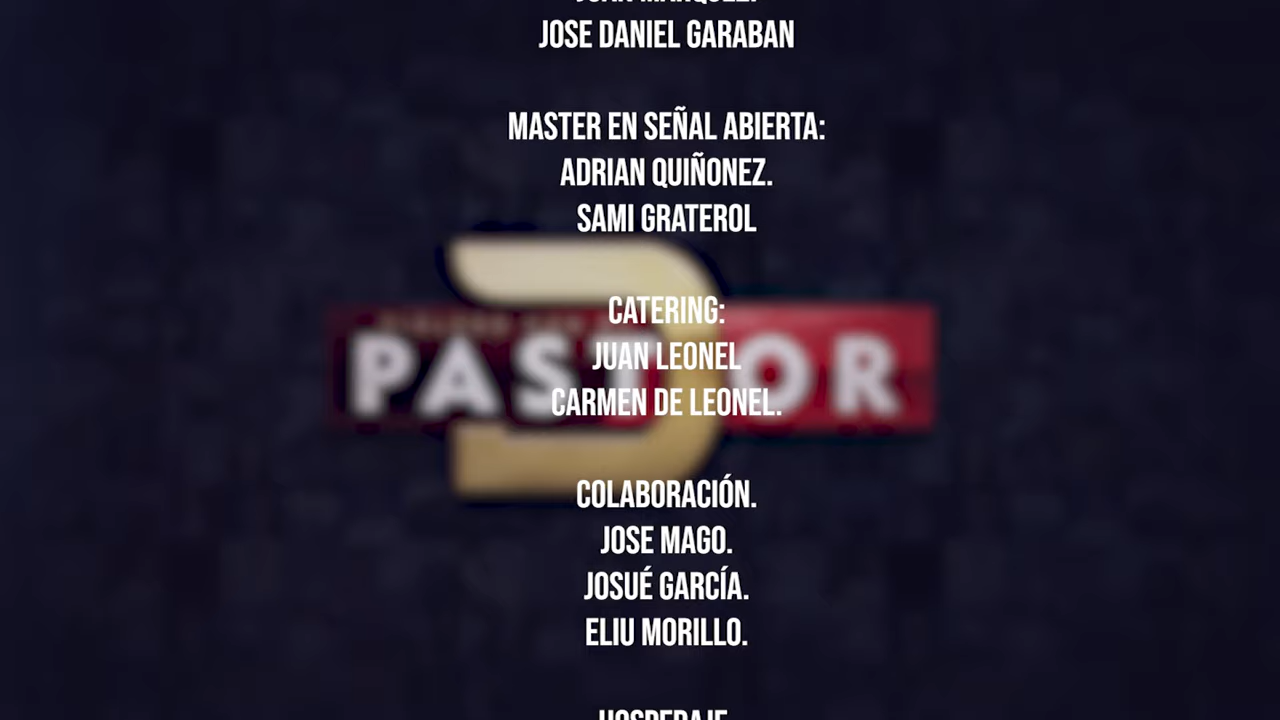 JOSE DANIEL GARABAN
MASTER EN SEÑAL ABIERTA:
ADRIAN QUIÑONEZ.
SAMI GRATEROL
CATERING:
JUAN LEONEL
CARMEN DE LEONEL.
COLABORACIÓN.
JOSE MAGO.
JOSUÉ GARCÍA.
ELIU MORILLO.